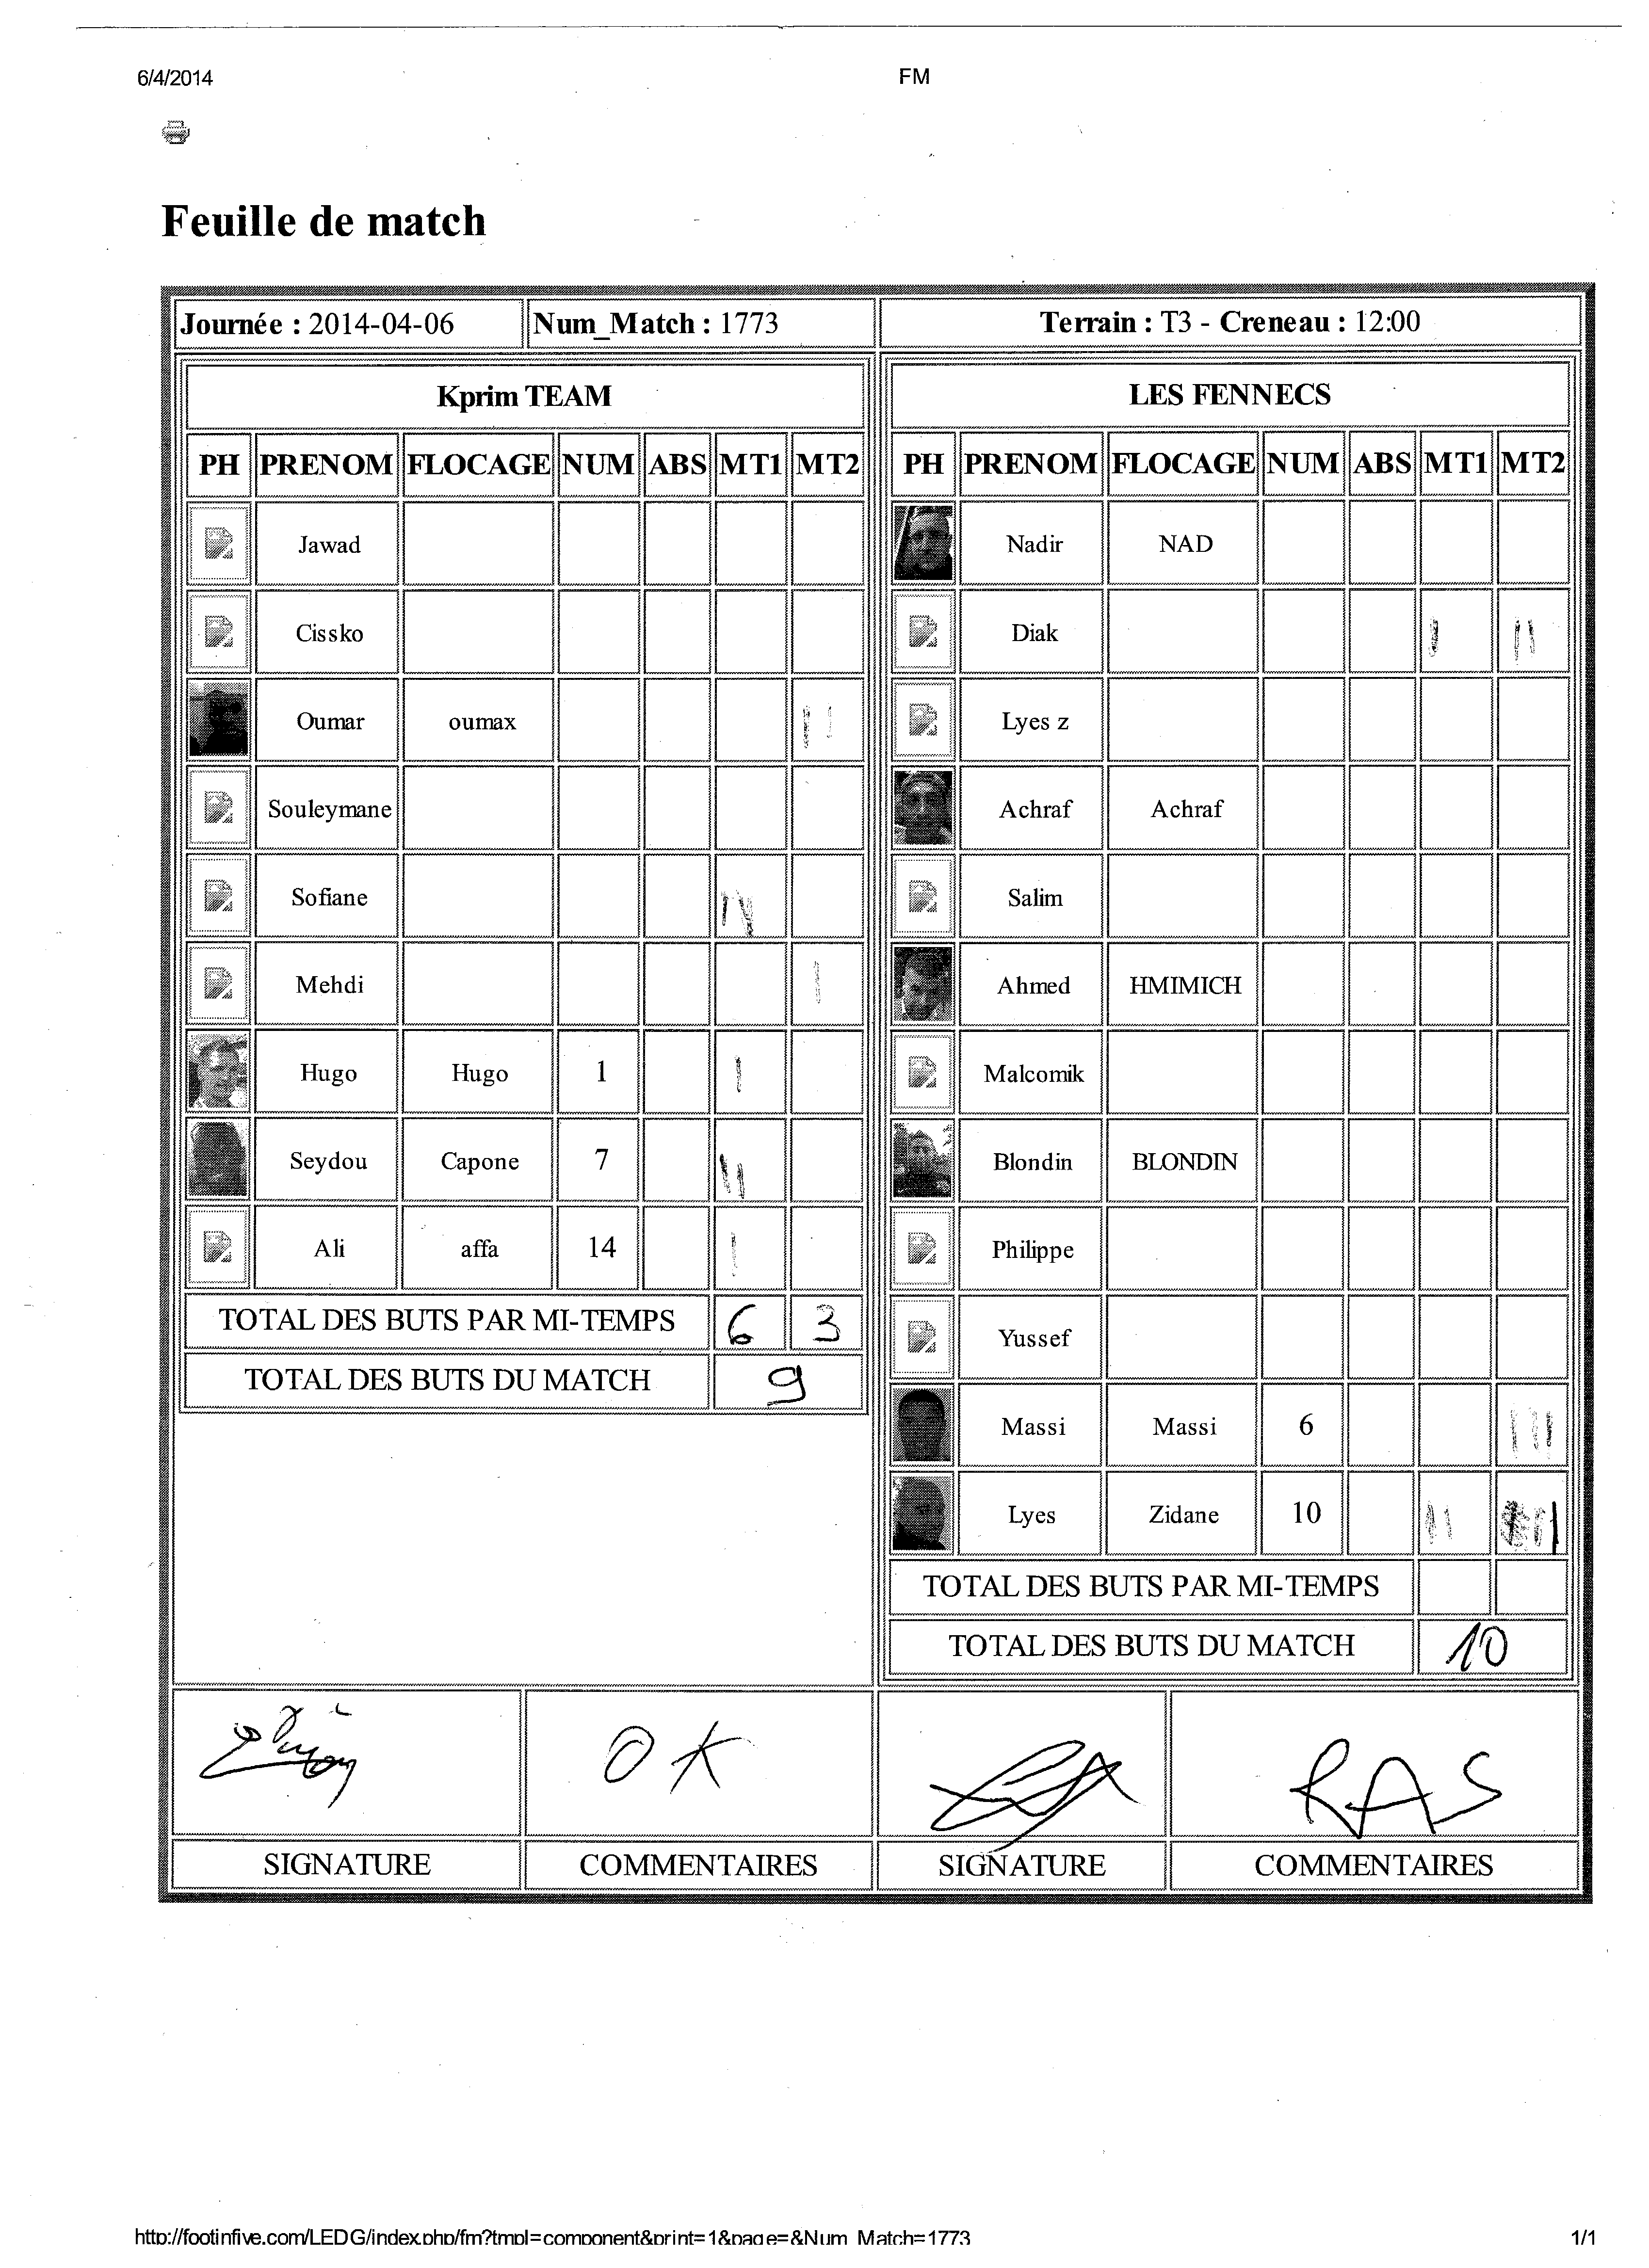 6/4/2014 FM
Feuille de match
Journée : 2014-04-06 Num_Match : 1773 Terrain : T3 - Creneau : 12:00
Kprim TEAM LES FENNECS
PH PRENOM FLOCAGE NUM ABS MT1 MT2 PH PRENOM FLOCAGE NUM ABS MT1 MT2
Jawad Nadir NAD
Cissko Diak I II
Oumar oumax II Lyes z
Souleymane Achraf Achraf
Sofiane Salim
Mehdi I Ahmed HMIMICH
Hugo Hugo 1 I Malcomik
Seydou Capone 7 II Blondin BLONDIN
Ali affa 14 I Philippe
TOTAL DES BUTS PAR MI-TEMPS 6 3 Yussef
TOTAL DES BUTS DU MATCH 9
Massi Massi 6 III
Lyes Zidane 10 II
TOTAL DES BUTS PAR MI-TEMPS
TOTAL DES BUTS DU MATCH 10
OK RAS
SIGNATURE COMMENTAIRES SIGNATURE COMMENTAIRES
http://footinfive.com/LEDG/index.php/fm?tmpl=component&print=1&page=&Num_Match=1773 1/1